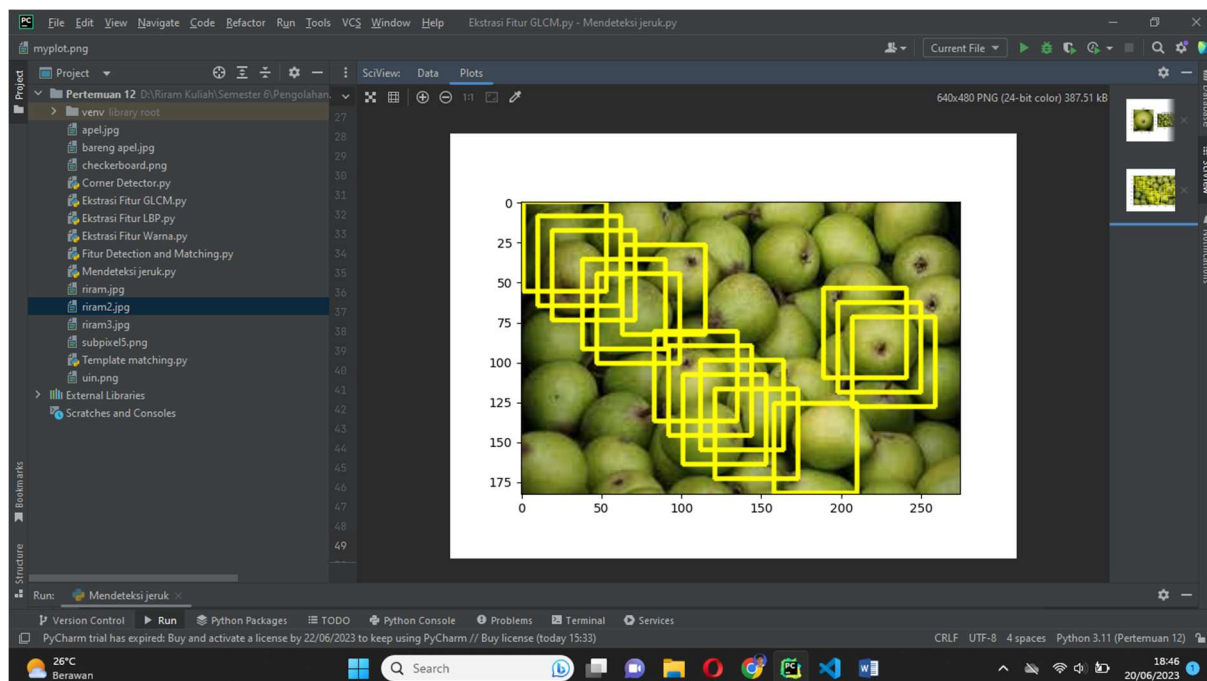 PC File Edit View Navigate Code Refactor Run Tools VCS Window Help Ekstrasi Fitur GLCM.py - Mendeteksi jeruk.py
myplot.png Current File
Project SciView: Data Plots
Pertemuan 12 D:\Riram Kuliah\Semester 6\Pengolahan.
640x480 PNG (24-bit color) 387.51 kB
venv library root
apel.jpg
bareng apel.jpg
checkerboard.png
Corner Detector.py
Ekstrasi Fitur GLCM.py
Ekstrasi Fitur LBP.py
Ekstrasi Fitur Warna.py
Fitur Detection and Matching.py
Mendeteksi jeruk.py
riram.jpg
riram2.jpg
riram3.jpg
subpixel5.png
Template matching.py
uin.png
External Libraries
Scratches and Consoles
27
28
29
30
31
32
33
34
35
36
37
38
39
40
41
42
43
44
45
46
47
48
49
0
25
50
75
100
125
150
175
0 50 100 150 200 250
Project
Bookmarks
Structure
Database
SciView
Notifications
Run: Mendeteksi jeruk
Version Control Run Python Packages TODO Python Console Problems Terminal Services
PyCharm trial has expired: Buy and activate a license by 22/06/2023 to keep using PyCharm // Buy license (today 15:33) CRLF UTF-8 4 spaces Python 3.11 (Pertemuan 12)
26°C
Berawan
Search
18:46
20/06/2023 1